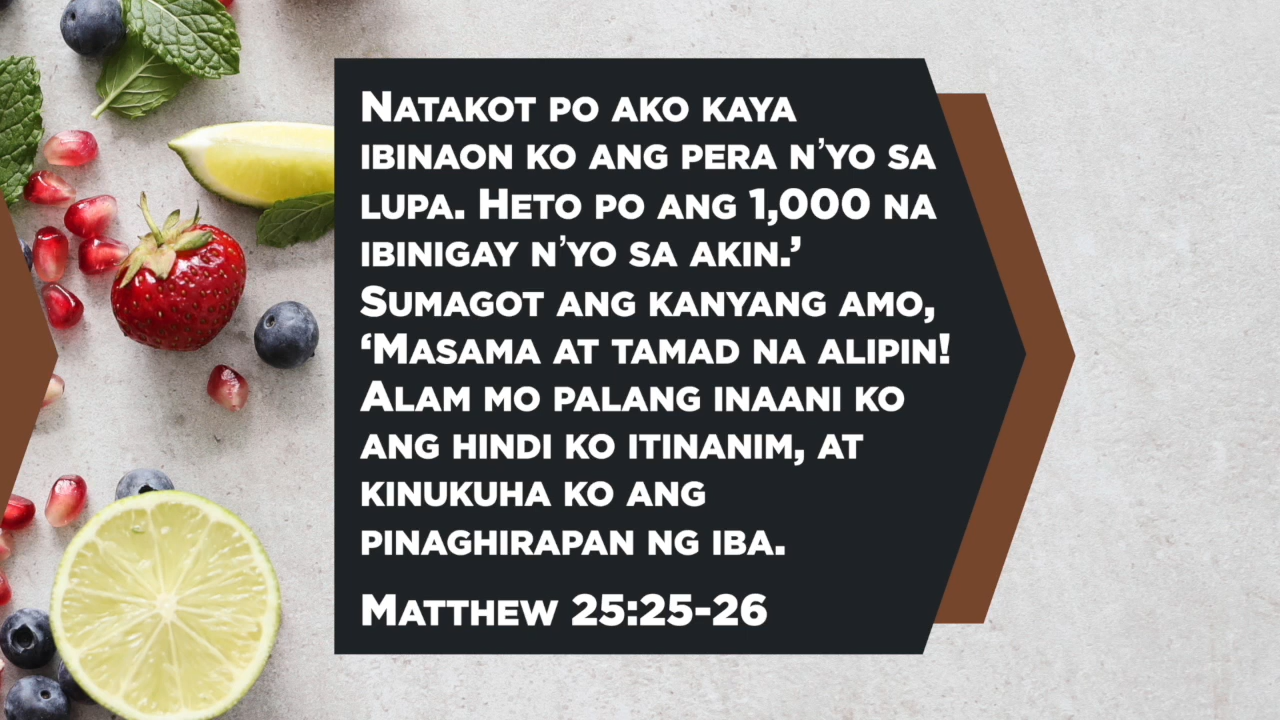 Natakot po ako kaya
ibinaon ko ang pera n’yo sa
lupa. Heto po ang 1,000 na
ibinigay n’yo sa akin.’
Sumagot ang kanyang amo,
‘Masama at tamad na alipin!
Alam mo palang inaani ko
ang hindi ko itinanim, at
kinukuha ko ang
pinaghirapan ng iba.
Matthew 25:25-26